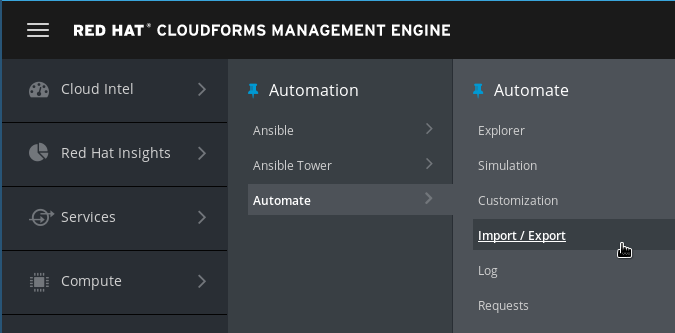 RED HAT® CLOUDFORMS MANAGEMENT ENGINE
Cloud Intel
Red Hat Insights
Services
Compute
Automation
Ansible
Ansible Tower
Automate
Automate
Explorer
Simulation
Customization
Import / Export
Log
Requests